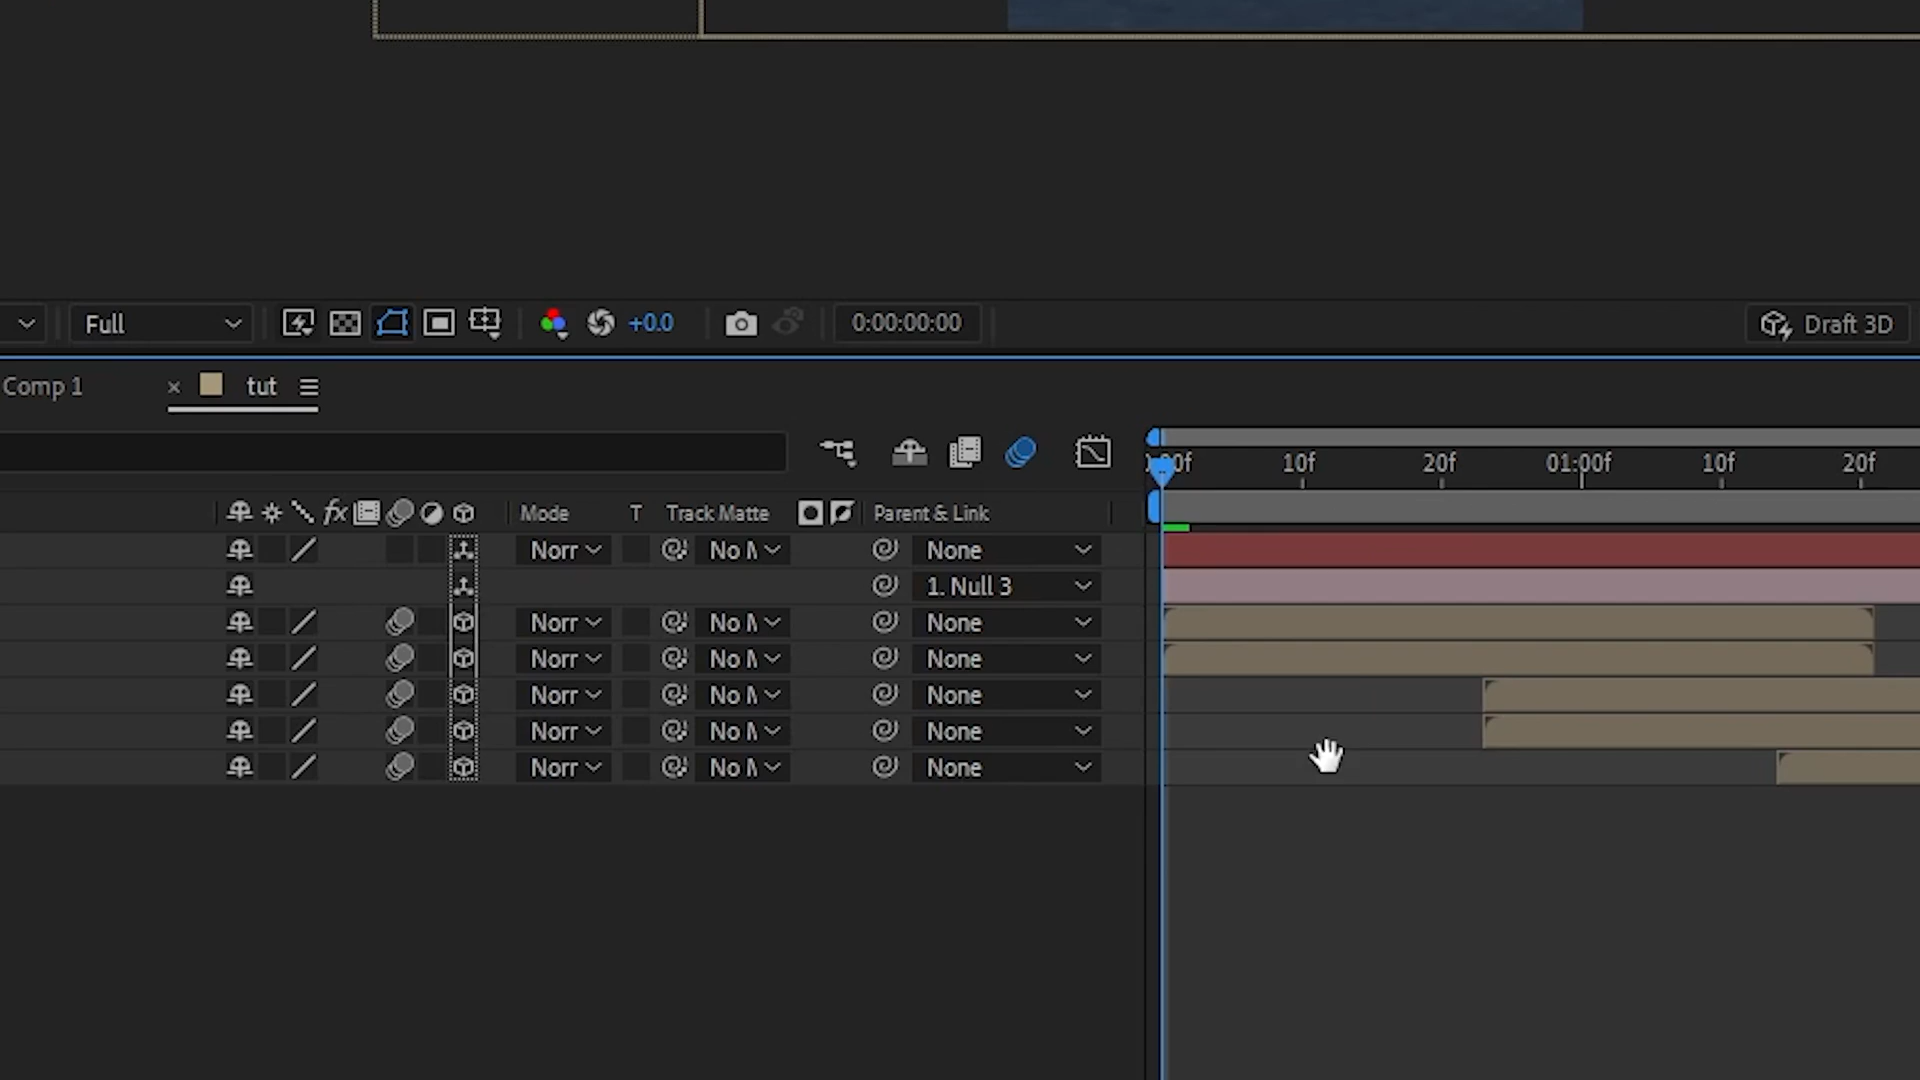 Full +0.0 0:00:00:00 Draft 3D
Comp 1 × tut
10f 20f 01:00f 10f 20f
fx Mode T Track Matte Parent & Link
Norr No None
1. Null 3
Norr No None
Norr No None
Norr No None
Norr No None
Norr No None